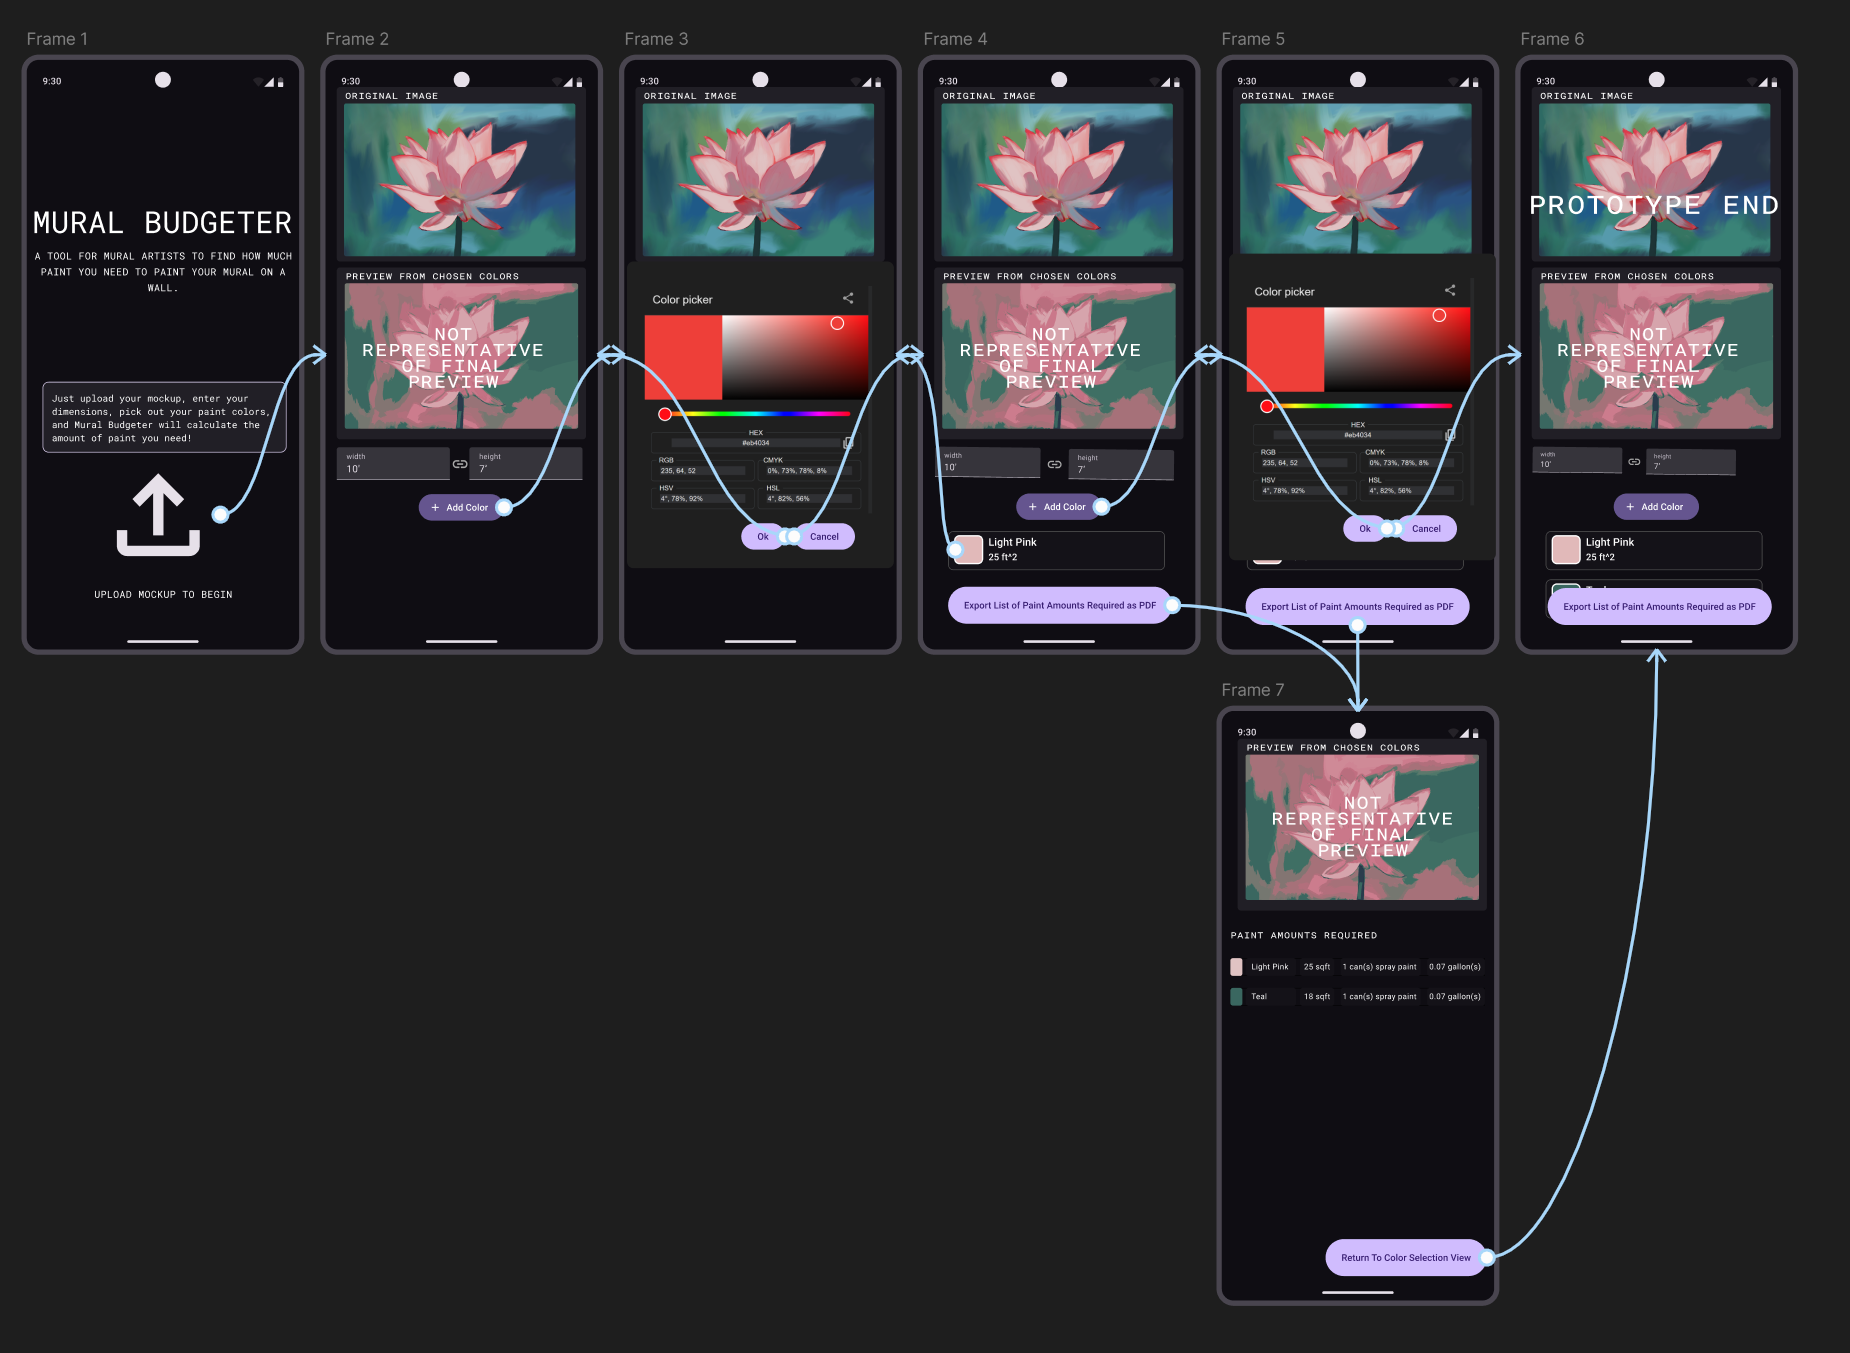 Frame 1
9:30
MURAL BUDGETER
A TOOL FOR MURAL ARTISTS TO FIND HOW MUCH
PAINT YOU NEED TO PAINT YOUR MURAL ON A
WALL.
Just upload your mockup, enter your
dimensions, pick out your paint colors,
and Mural Budgeter will calculate the
amount of paint you need!
UPLOAD MOCKUP TO BEGIN
Frame 2
9:30
ORIGINAL IMAGE
PREVIEW FROM CHOSEN COLORS
NOT
REPRESENTATIVE
OF FINAL
PREVIEW
width
10'
height
7'
+ Add Color
Frame 3
9:30
ORIGINAL IMAGE
Color picker
HEX
#eb4034
RGB
235, 64, 52
CMYK
0%, 73%, 78%, 8%
HSV
4°, 78%, 92%
HSL
4°, 82%, 56%
Ok
Cancel
Frame 4
9:30
ORIGINAL IMAGE
PREVIEW FROM CHOSEN COLORS
NOT
REPRESENTATIVE
OF FINAL
PREVIEW
width
10'
height
7'
+ Add Color
Light Pink
25 ft^2
Export List of Paint Amounts Required as PDF
Frame 5
9:30
ORIGINAL IMAGE
Color picker
HEX
#eb4034
RGB
235, 64, 52
CMYK
0%, 73%, 78%, 8%
HSV
4°, 78%, 92%
HSL
4°, 82%, 56%
Ok
Cancel
Export List of Paint Amounts Required as PDF
Frame 6
9:30
ORIGINAL IMAGE
PROTOTYPE END
PREVIEW FROM CHOSEN COLORS
NOT
REPRESENTATIVE
OF FINAL
PREVIEW
width
10'
height
7'
+ Add Color
Light Pink
25 ft^2
Export List of Paint Amounts Required as PDF
Frame 7
9:30
PREVIEW FROM CHOSEN COLORS
NOT
REPRESENTATIVE
OF FINAL
PREVIEW
PAINT AMOUNTS REQUIRED
Light Pink 25 sqft 1 can(s) spray paint 0.07 gallon(s)
Teal 18 sqft 1 can(s) spray paint 0.07 gallon(s)
Return To Color Selection View